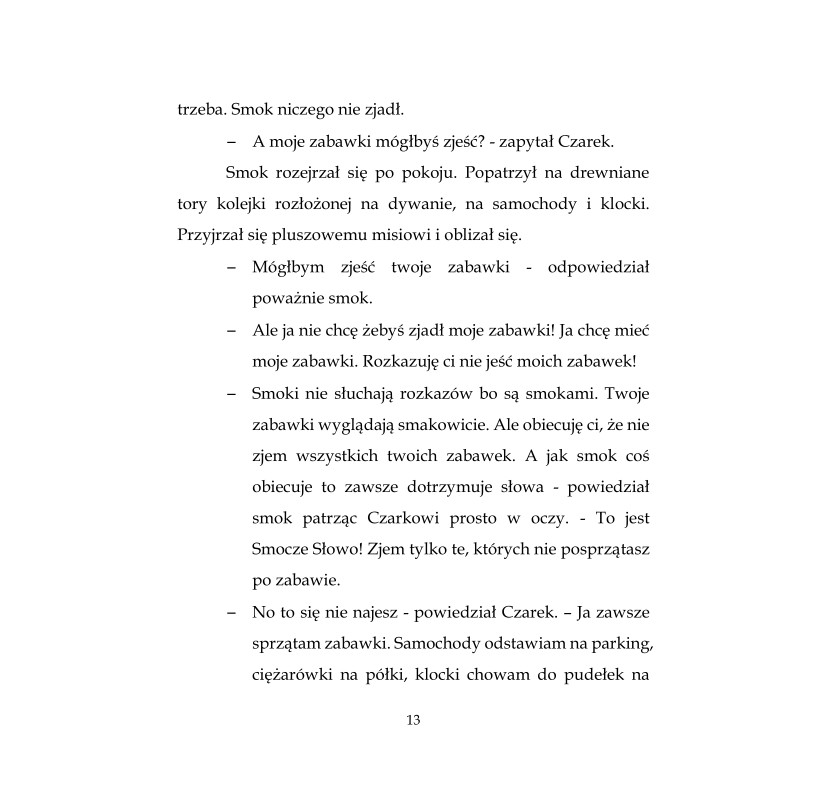 trzeba. Smok niczego nie zjadł.
– A moje zabawki mógłbyś zjeść? - zapytał Czarek.
Smok rozejrzał się po pokoju. Popatrzył na drewniane
tory kolejki rozłożonej na dywanie, na samochody i klocki.
Przyjrzał się pluszowemu misiowi i oblizał się.
– Mógłbym zjeść twoje zabawki - odpowiedział
poważnie smok.
– Ale ja nie chcę żebyś zjadł moje zabawki! Ja chcę mieć
moje zabawki. Rozkazuję ci nie jeść moich zabawek!
– Smoki nie słuchają rozkazów bo są smokami. Twoje
zabawki wyglądają smakowicie. Ale obiecuję ci, że nie
zjem wszystkich twoich zabawek. A jak smok coś
obiecuje to zawsze dotrzymuje słowa - powiedział
smok patrząc Czarkowi prosto w oczy. - To jest
Smocze Słowo! Zjem tylko te, których nie posprzątasz
po zabawie.
– No to się nie najesz - powiedział Czarek. – Ja zawsze
sprzątam zabawki. Samochody odstawiam na parking,
ciężarówki na półki, klocki chowam do pudełek na
13